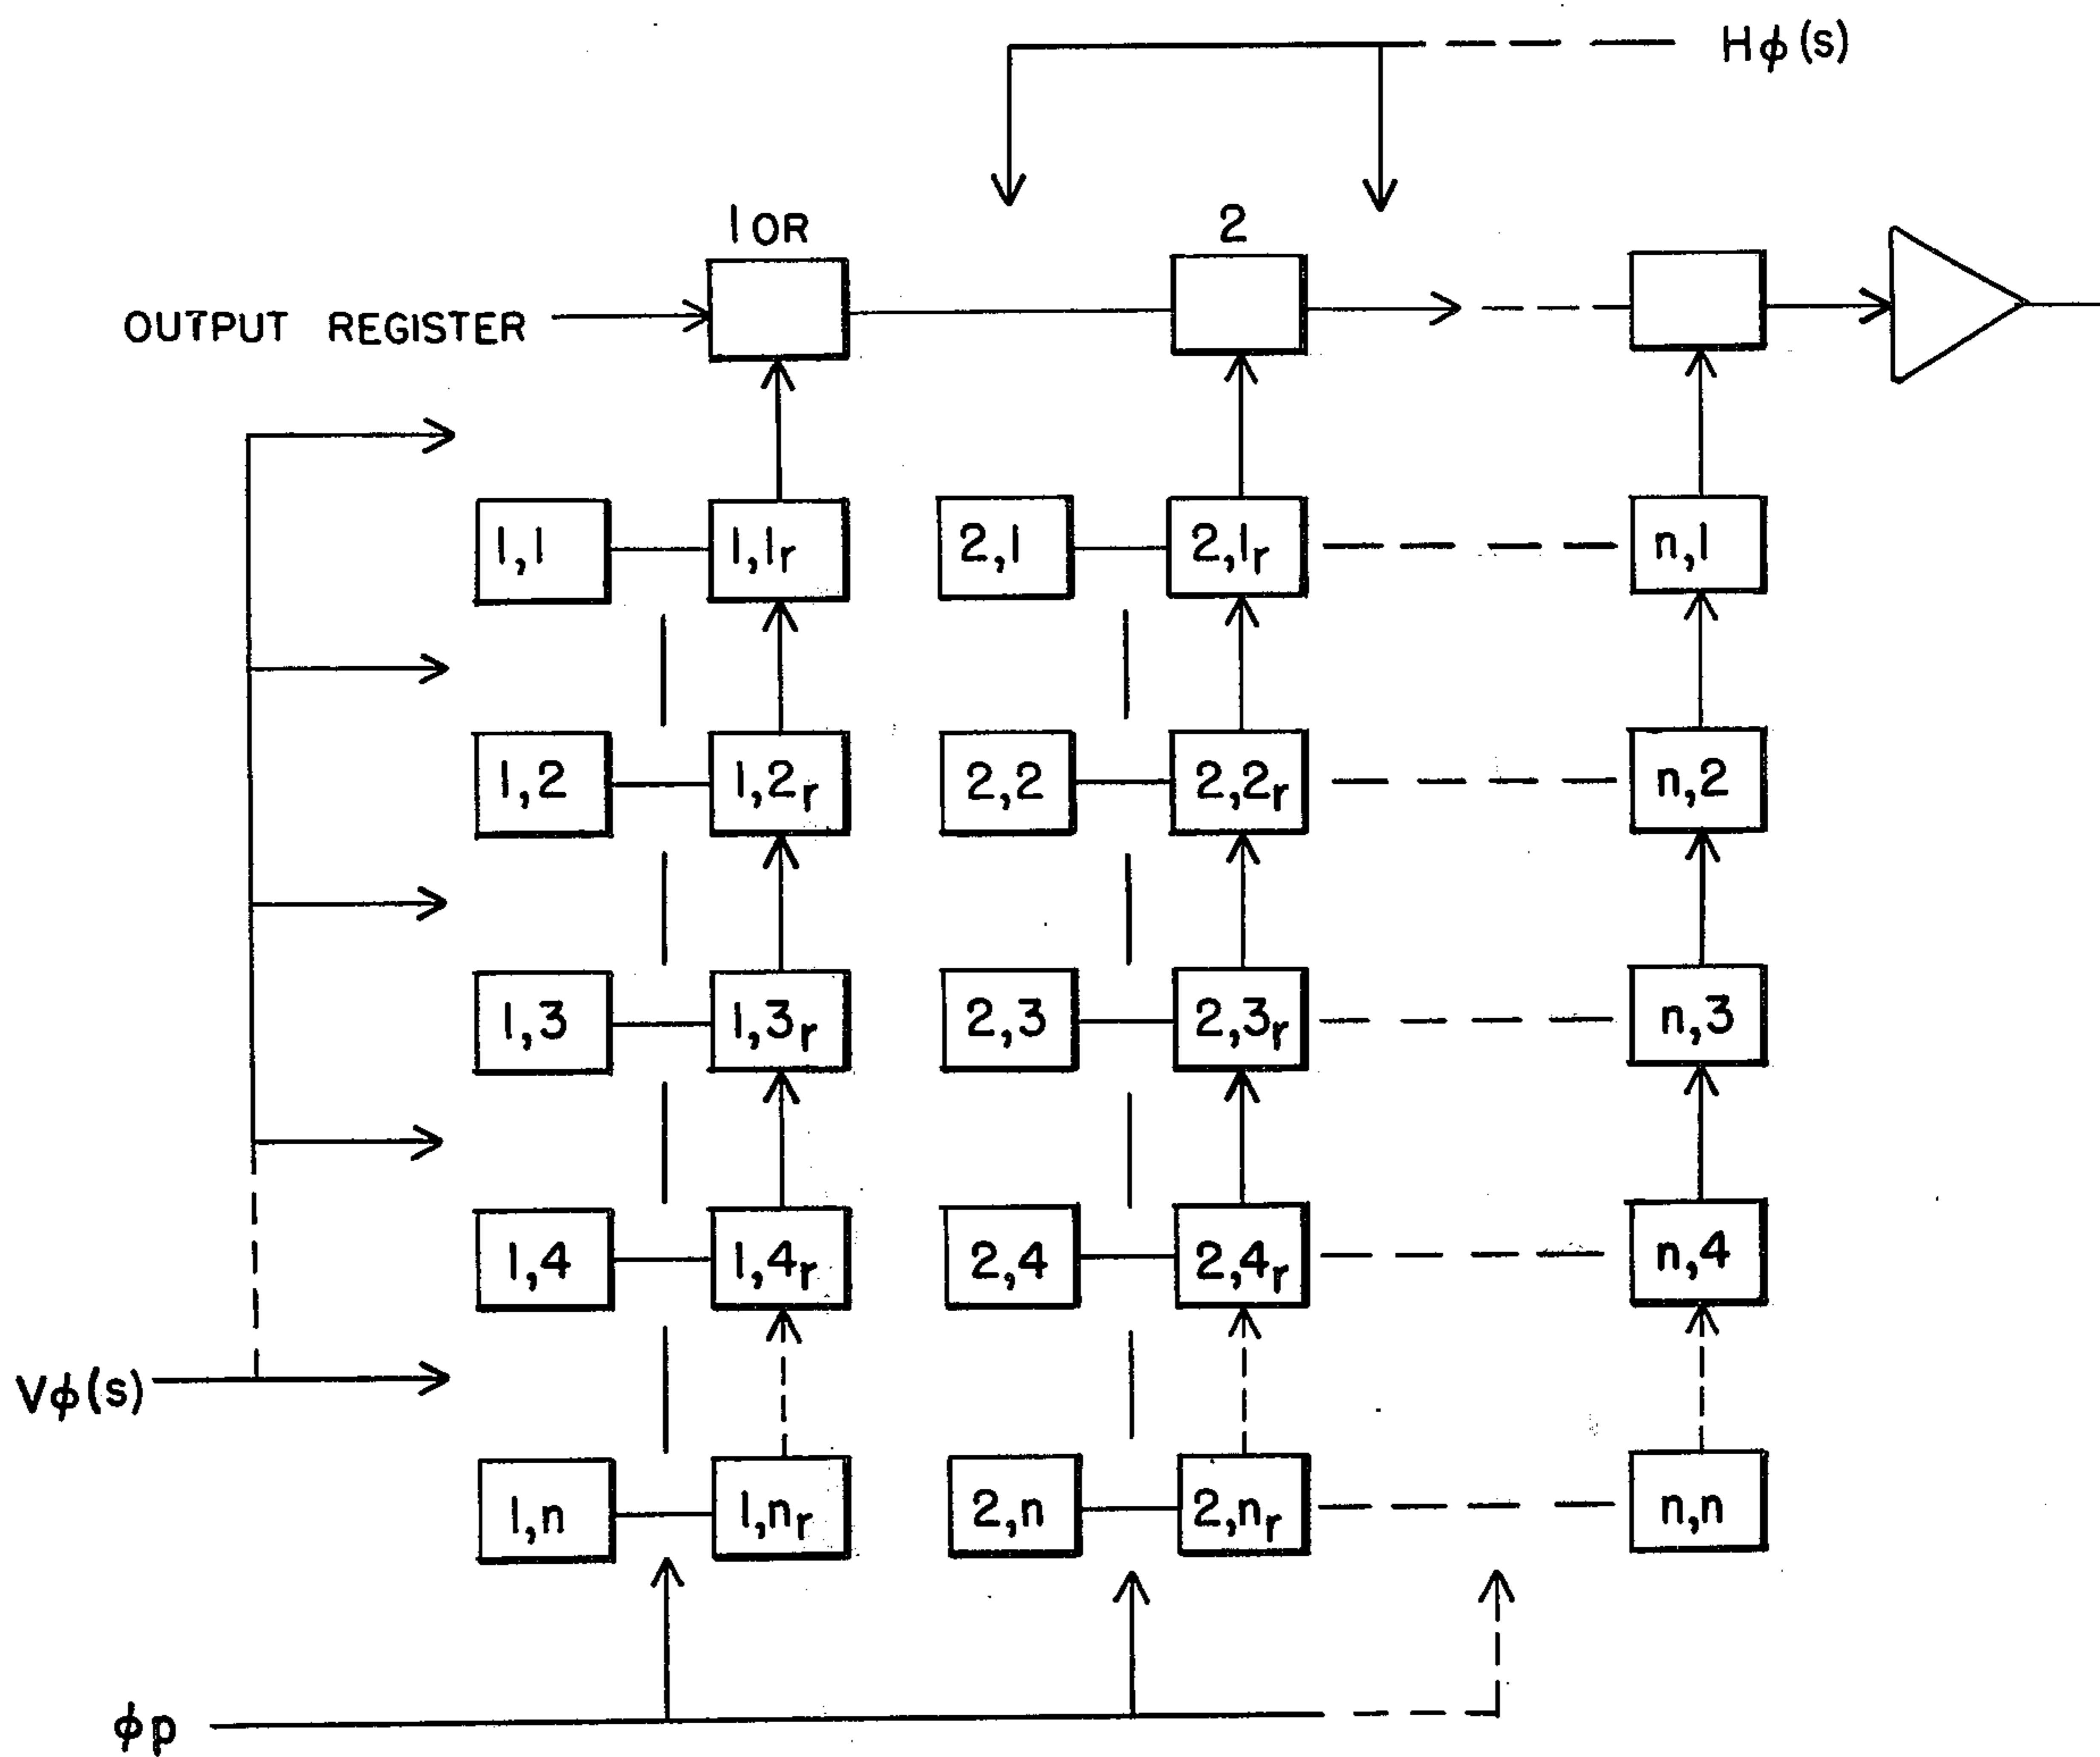 Hϕ(s)
1OR 2
OUTPUT REGISTER
1,1 1,1r 2,1 2,1r n,1
1,2 1,2r 2,2 2,2r n,2
1,3 1,3r 2,3 2,3r n,3
1,4 1,4r 2,4 2,4r n,4
Vϕ(s)
1,n 1,nr 2,n 2,nr n,n
ϕp